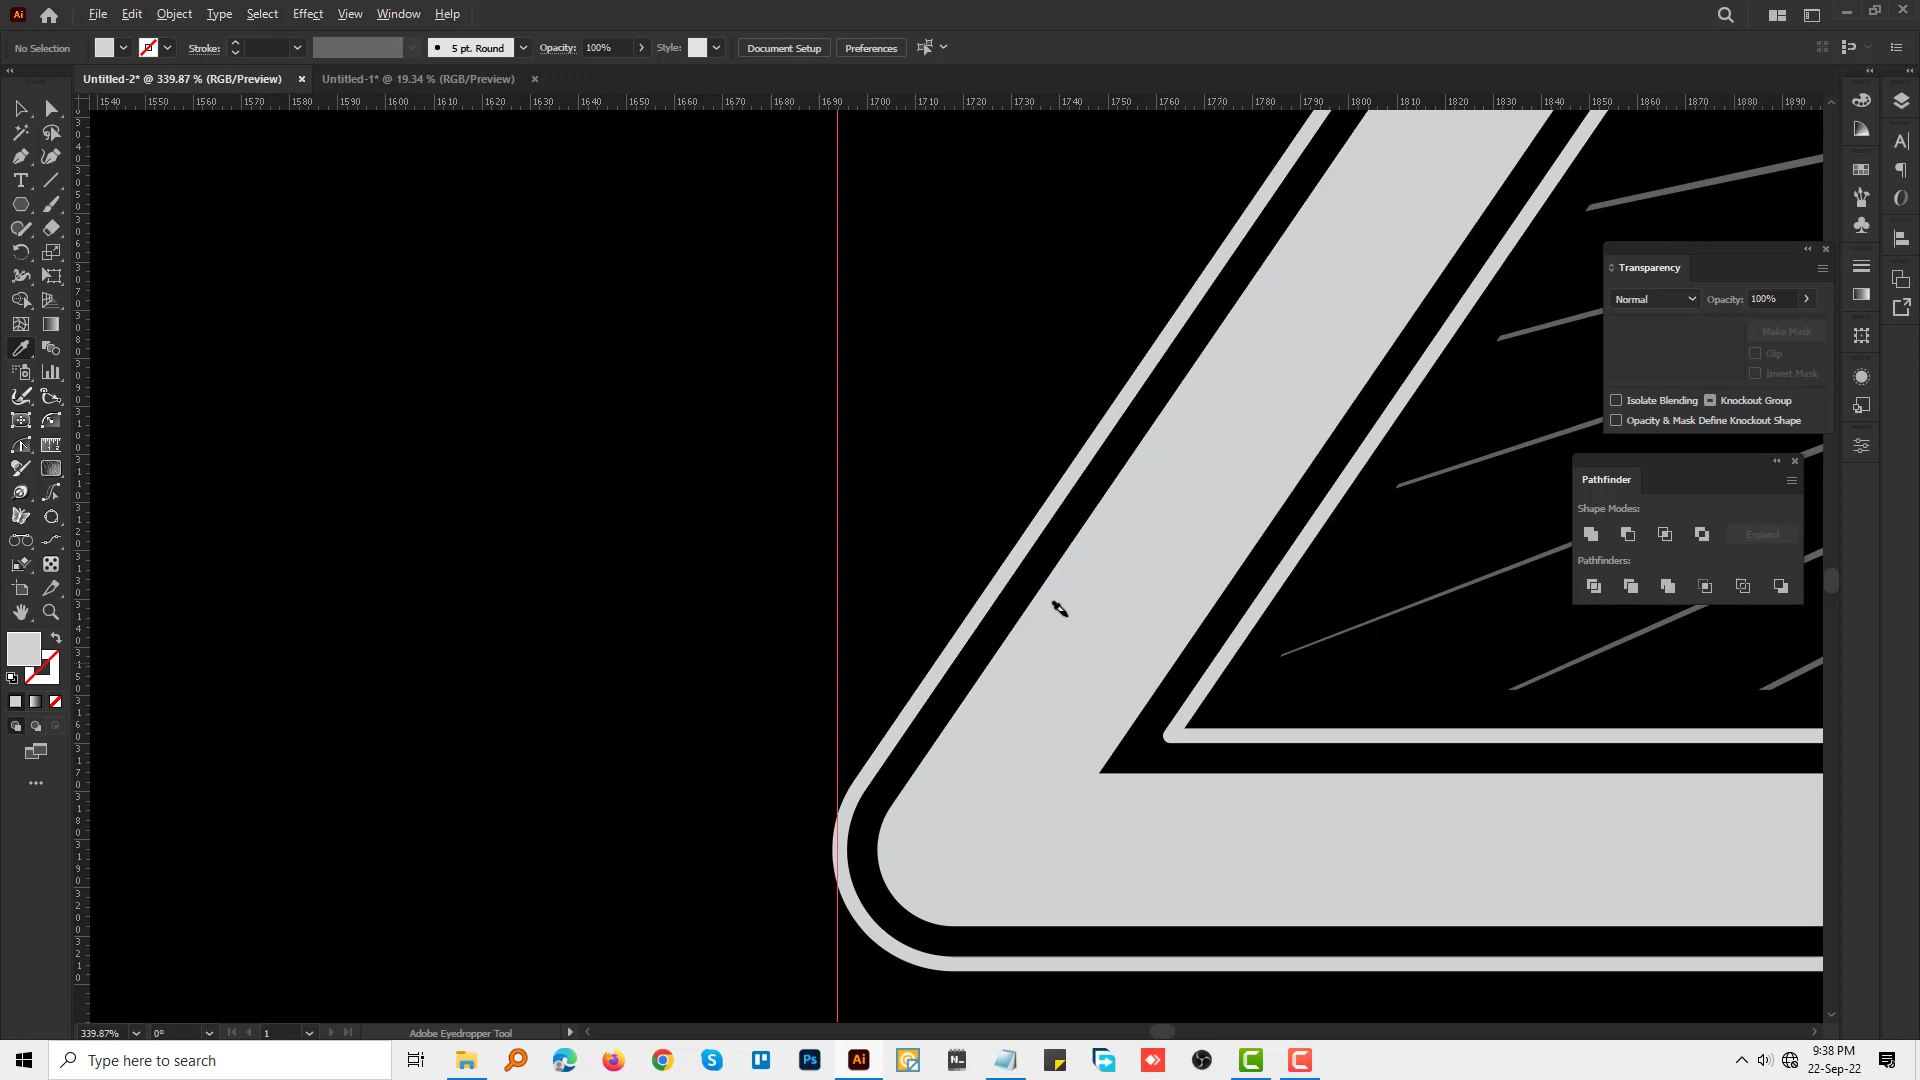 Ai File Edit Object Type Select Effect View Window Help
No Selection Stroke: 5 pt. Round Opacity: 100% Style: Document Setup Preferences
Untitled-2* @ 339.87 % (RGB/Preview) Untitled-1* @ 19.34 % (RGB/Preview)
1540 1550 1560 1570 1580 1590 1600 1610 1620 1630 1640 1650 1660 1670 1680 1690 1700 1710 1720 1730 1740 1750 1760 1770 1780 1790 1800 1810 1820 1830 1840 1850 1860 1870 1880 1890
Transparency
Normal Opacity: 100%
Make Mask
Clip
Invert Mask
Isolate Blending Knockout Group
Opacity & Mask Define Knockout Shape
Pathfinder
Shape Modes:
Expand
Pathfinders:
339.87% 0° 1 Adobe Eyedropper Tool
Type here to search
Ps Ai N
9:38 PM
22-Sep-22